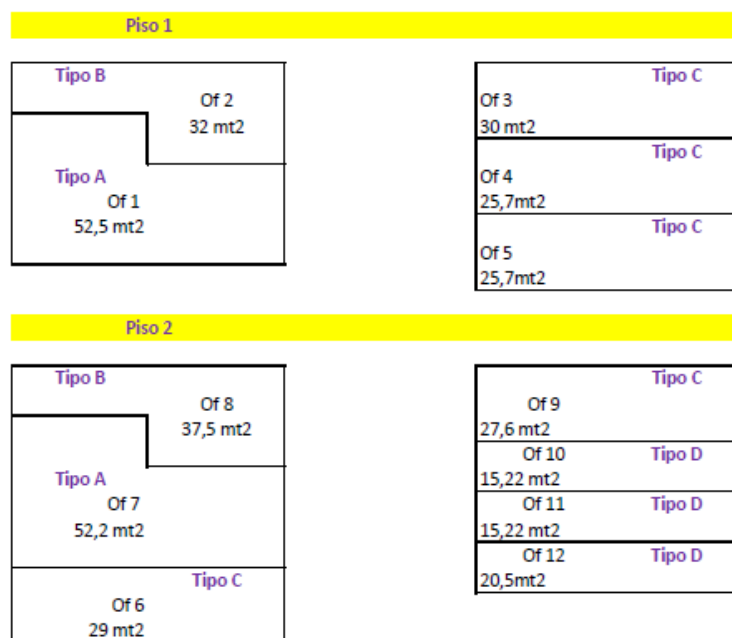 Piso 1
Tipo B
Of 2
32 mt2
Tipo A
Of 1
52,5 mt2
Tipo C
Of 3
30 mt2
Tipo C
Of 4
25,7mt2
Tipo C
Of 5
25,7mt2
Piso 2
Tipo B
Of 8
37,5 mt2
Tipo A
Of 7
52,2 mt2
Tipo C
Of 6
29 mt2
Tipo C
Of 9
27,6 mt2
Of 10 Tipo D
15,22 mt2
Of 11 Tipo D
15,22 mt2
Of 12 Tipo D
20,5mt2